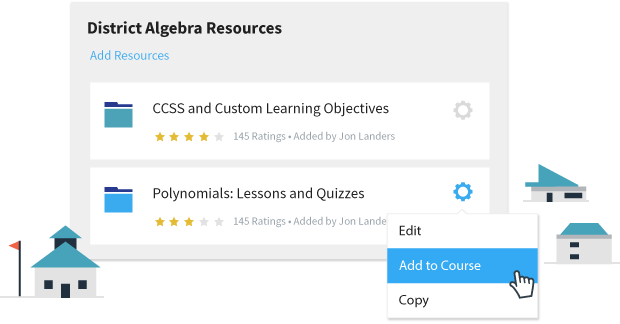 District Algebra Resources
Add Resources
CCSS and Custom Learning Objectives
145 Ratings • Added by Jon Landers
Polynomials: Lessons and Quizzes
145 Ratings • Added by Jon Lande
Edit
Add to Course
Copy